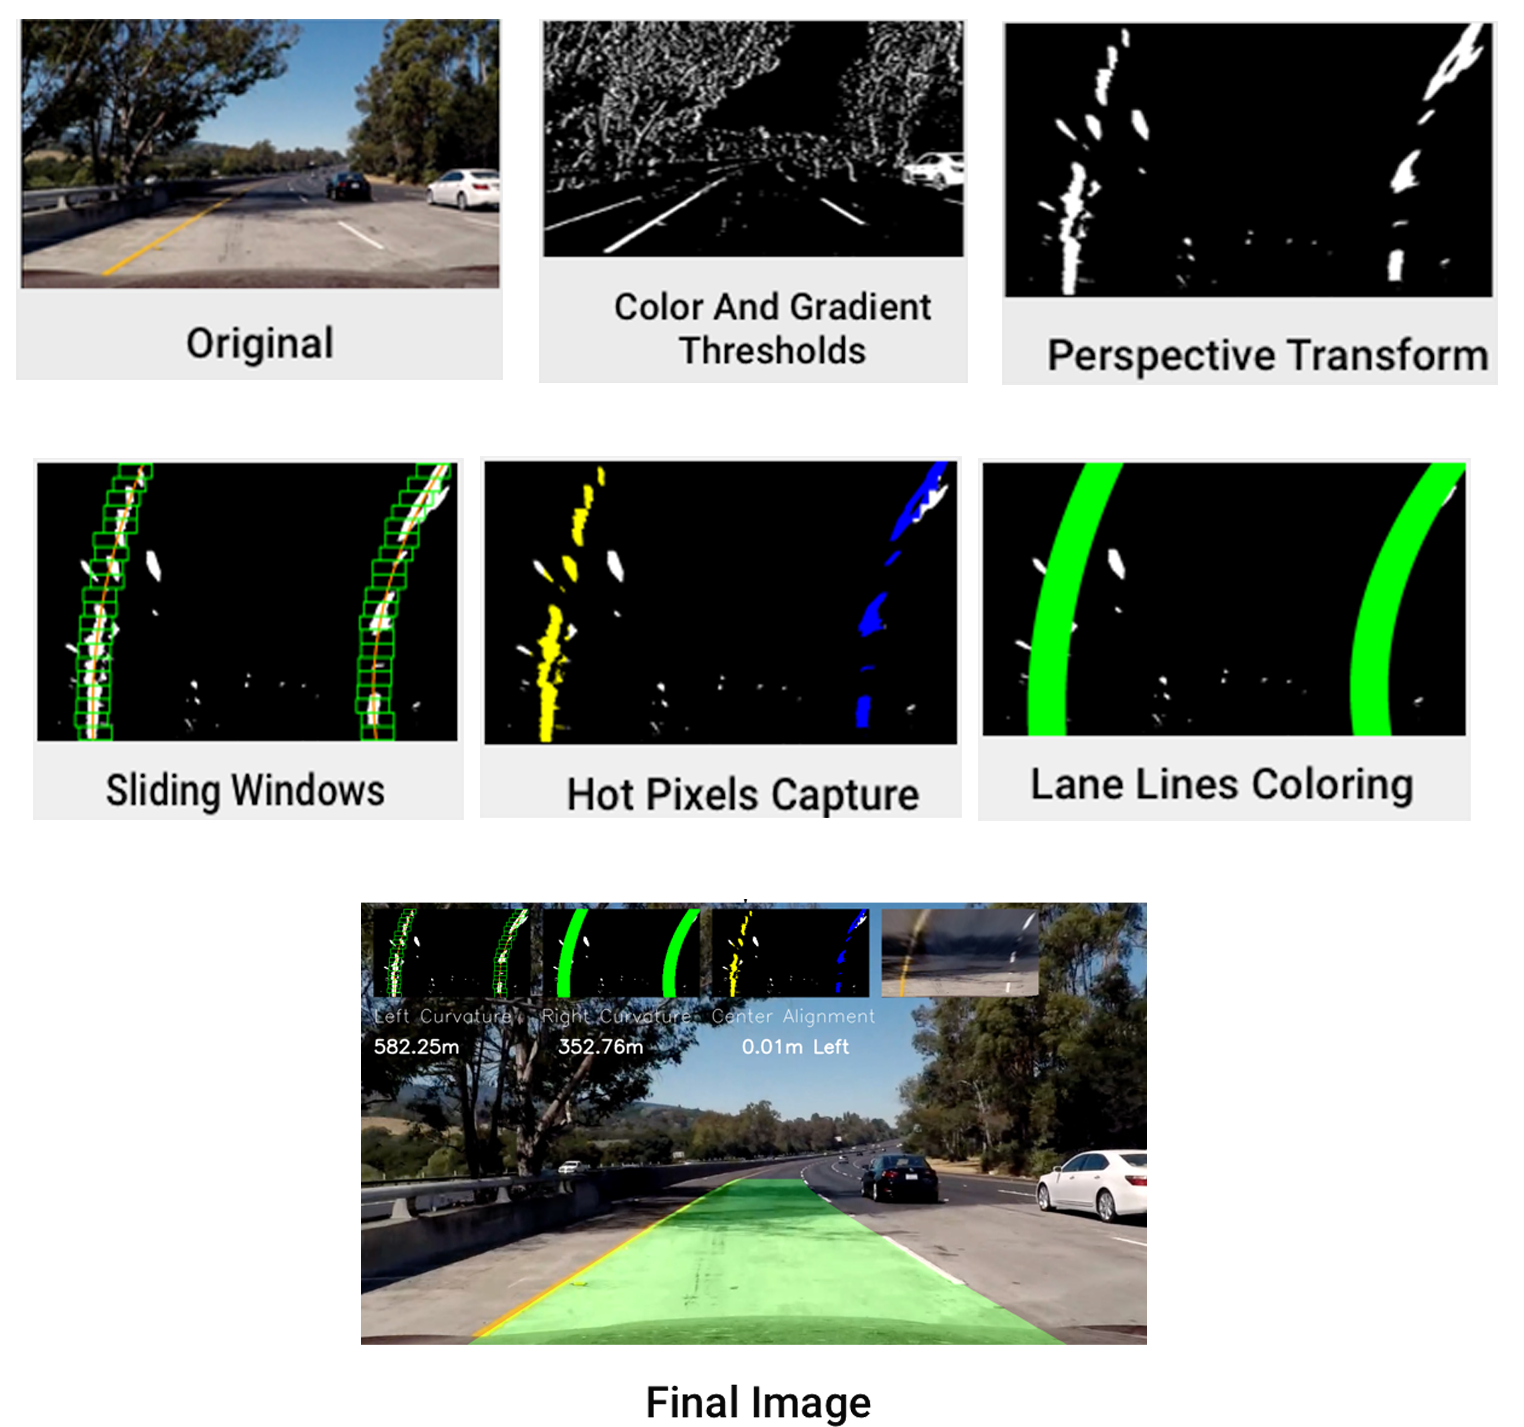 Original
Color And Gradient
Thresholds
Perspective Transform
Sliding Windows
Hot Pixels Capture
Lane Lines Coloring
Left Curvature Right Curvature Center Alignment
582.25m 352.76m 0.01m Left
Final Image